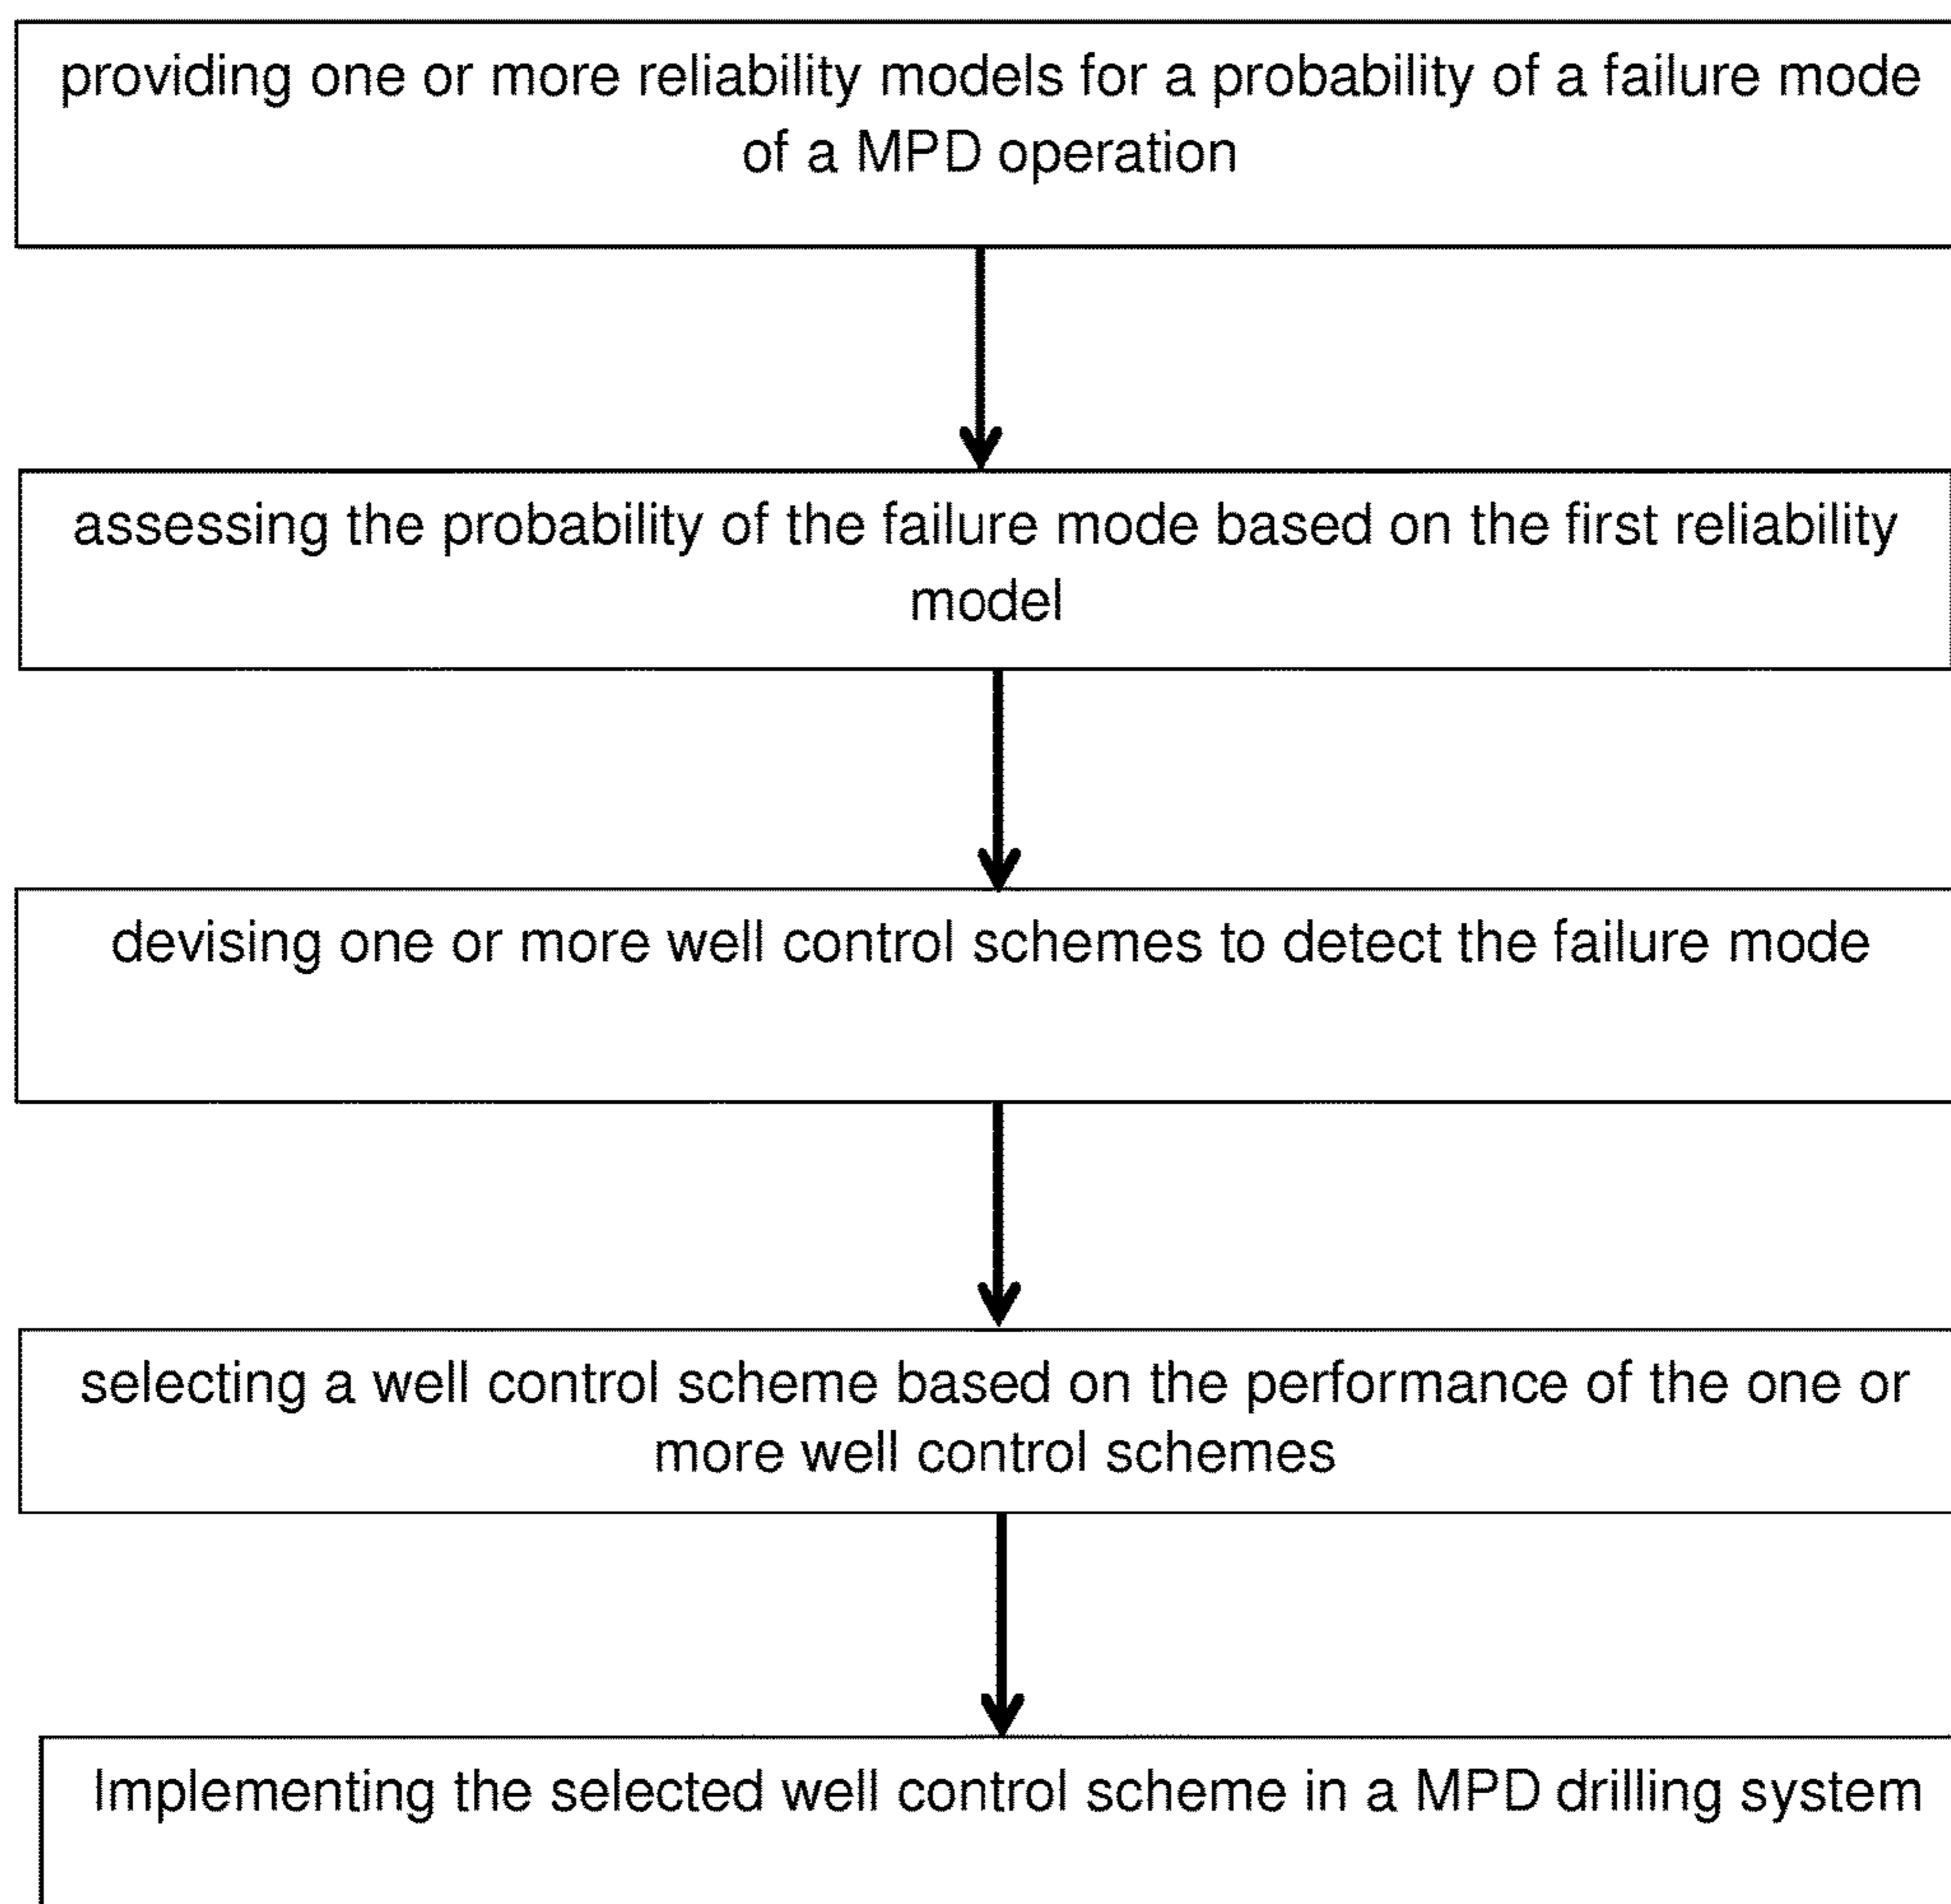 providing one or more reliability models for a probability of a failure mode
of a MPD operation
assessing the probability of the failure mode based on the first reliability
model
devising one or more well control schemes to detect the failure mode
selecting a well control scheme based on the performance of the one or
more well control schemes
Implementing the selected well control scheme in a MPD drilling system